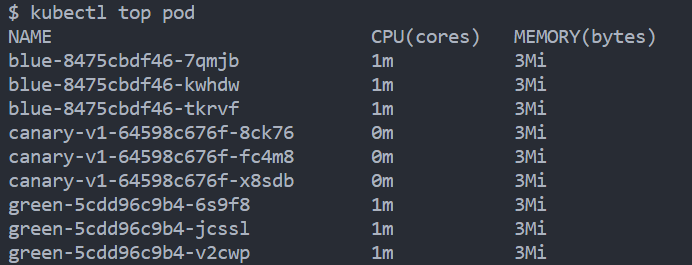 $ kubectl top pod
NAME CPU(cores) MEMORY(bytes)
blue-8475cbdf46-7qmjb 1m 3Mi
blue-8475cbdf46-kwhdw 1m 3Mi
blue-8475cbdf46-tkrvf 1m 3Mi
canary-v1-64598c676f-8ck76 0m 3Mi
canary-v1-64598c676f-fc4m8 0m 3Mi
canary-v1-64598c676f-x8sdb 0m 3Mi
green-5cdd96c9b4-6s9f8 1m 3Mi
green-5cdd96c9b4-jcssl 1m 3Mi
green-5cdd96c9b4-v2cwp 1m 3Mi